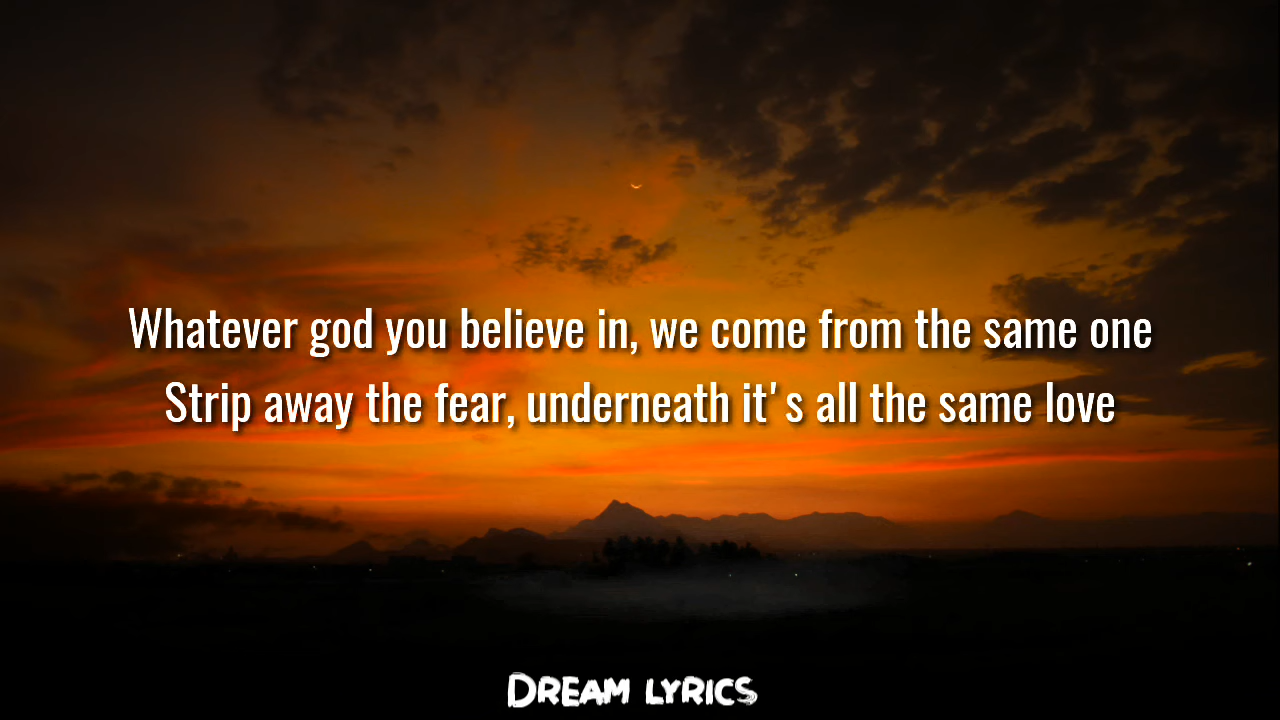 Whatever god you believe in, we come from the same one
Strip away the fear, underneath it's all the same love
DREAM LYRICS